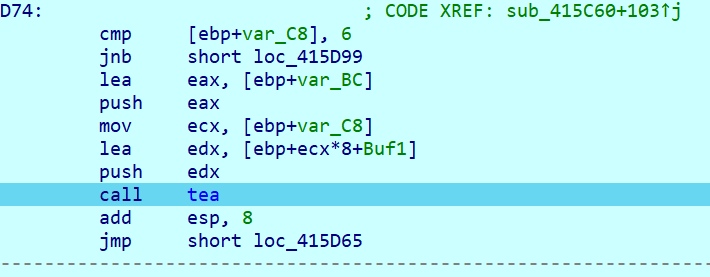 D74: ; CODE XREF: sub_415C60+103↑j
cmp [ebp+var_C8], 6
jnb short loc_415D99
lea eax, [ebp+var_BC]
push eax
mov ecx, [ebp+var_C8]
lea edx, [ebp+ecx*8+Buf1]
push edx
call tea
add esp, 8
jmp short loc_415D65